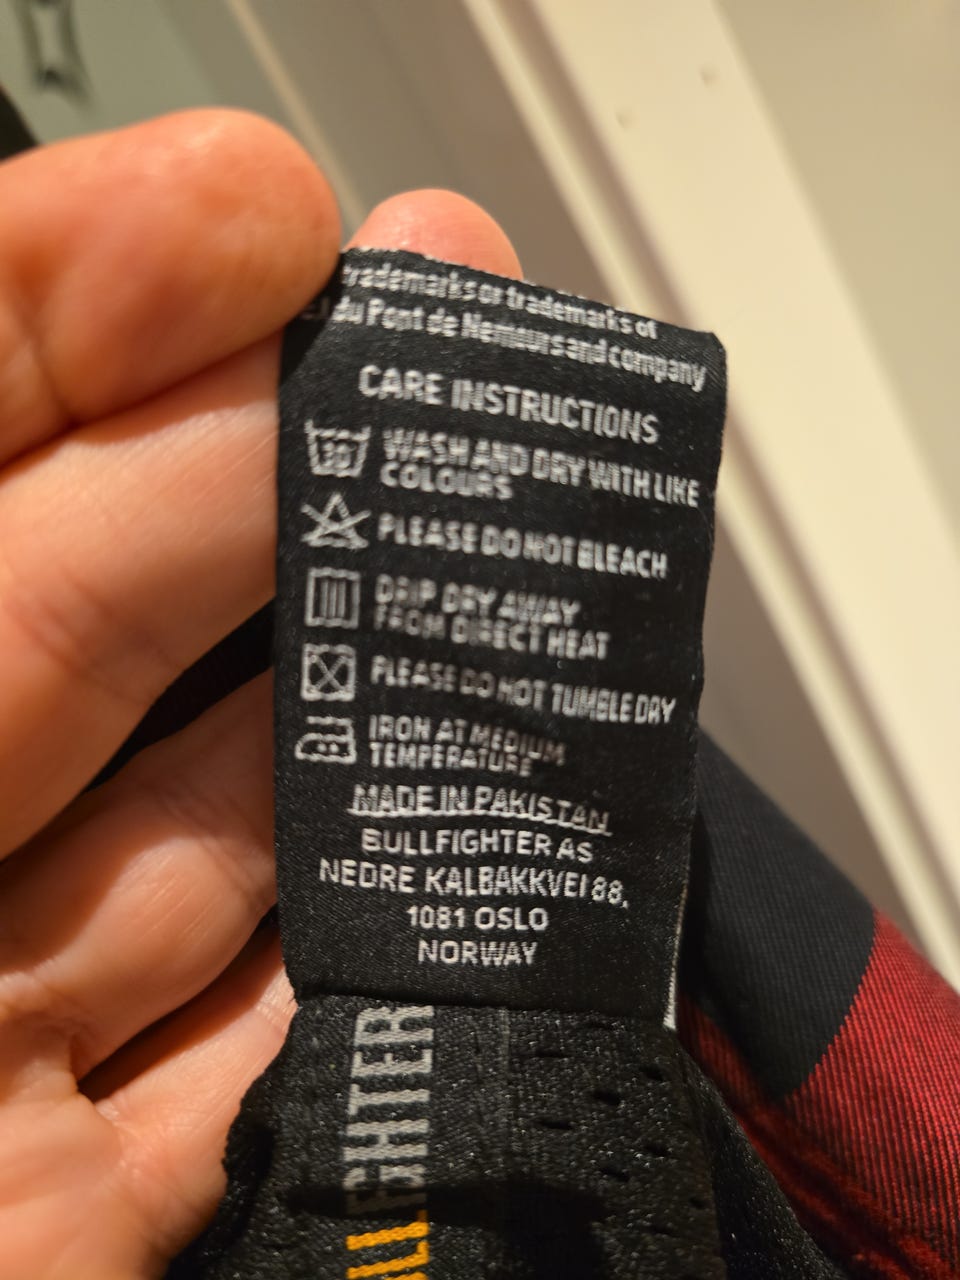 trademarks or trademarks of
du Pont de Nemours and company
CARE INSTRUCTIONS
30
WASH AND DRY WITH LIKE
COLOURS
PLEASE DO NOT BLEACH
DRIP DRY AWAY
FROM DIRECT HEAT
PLEASE DO NOT TUMBLE DRY
IRON AT MEDIUM
TEMPERATURE
MADE IN PAKISTAN
BULLFIGHTER AS
NEDRE KALBAKKVEI 88,
1081 OSLO
NORWAY
LLFIGHTER